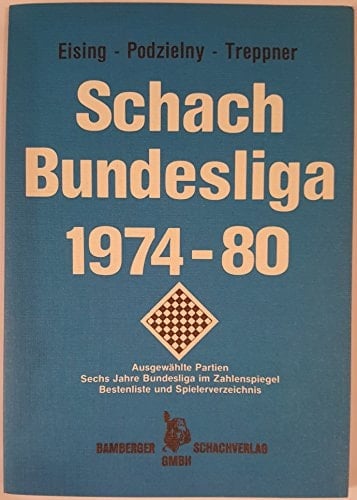 Eising - Podzielny - Treppner
Schach
Bundesliga
1974-80
Ausgewählte Partien
Sechs Jahre Bundesliga im Zahlenspiegel
Bestenliste und Spielerverzeichnis
BAMBERGER SCHACHVERLAG
GMBH